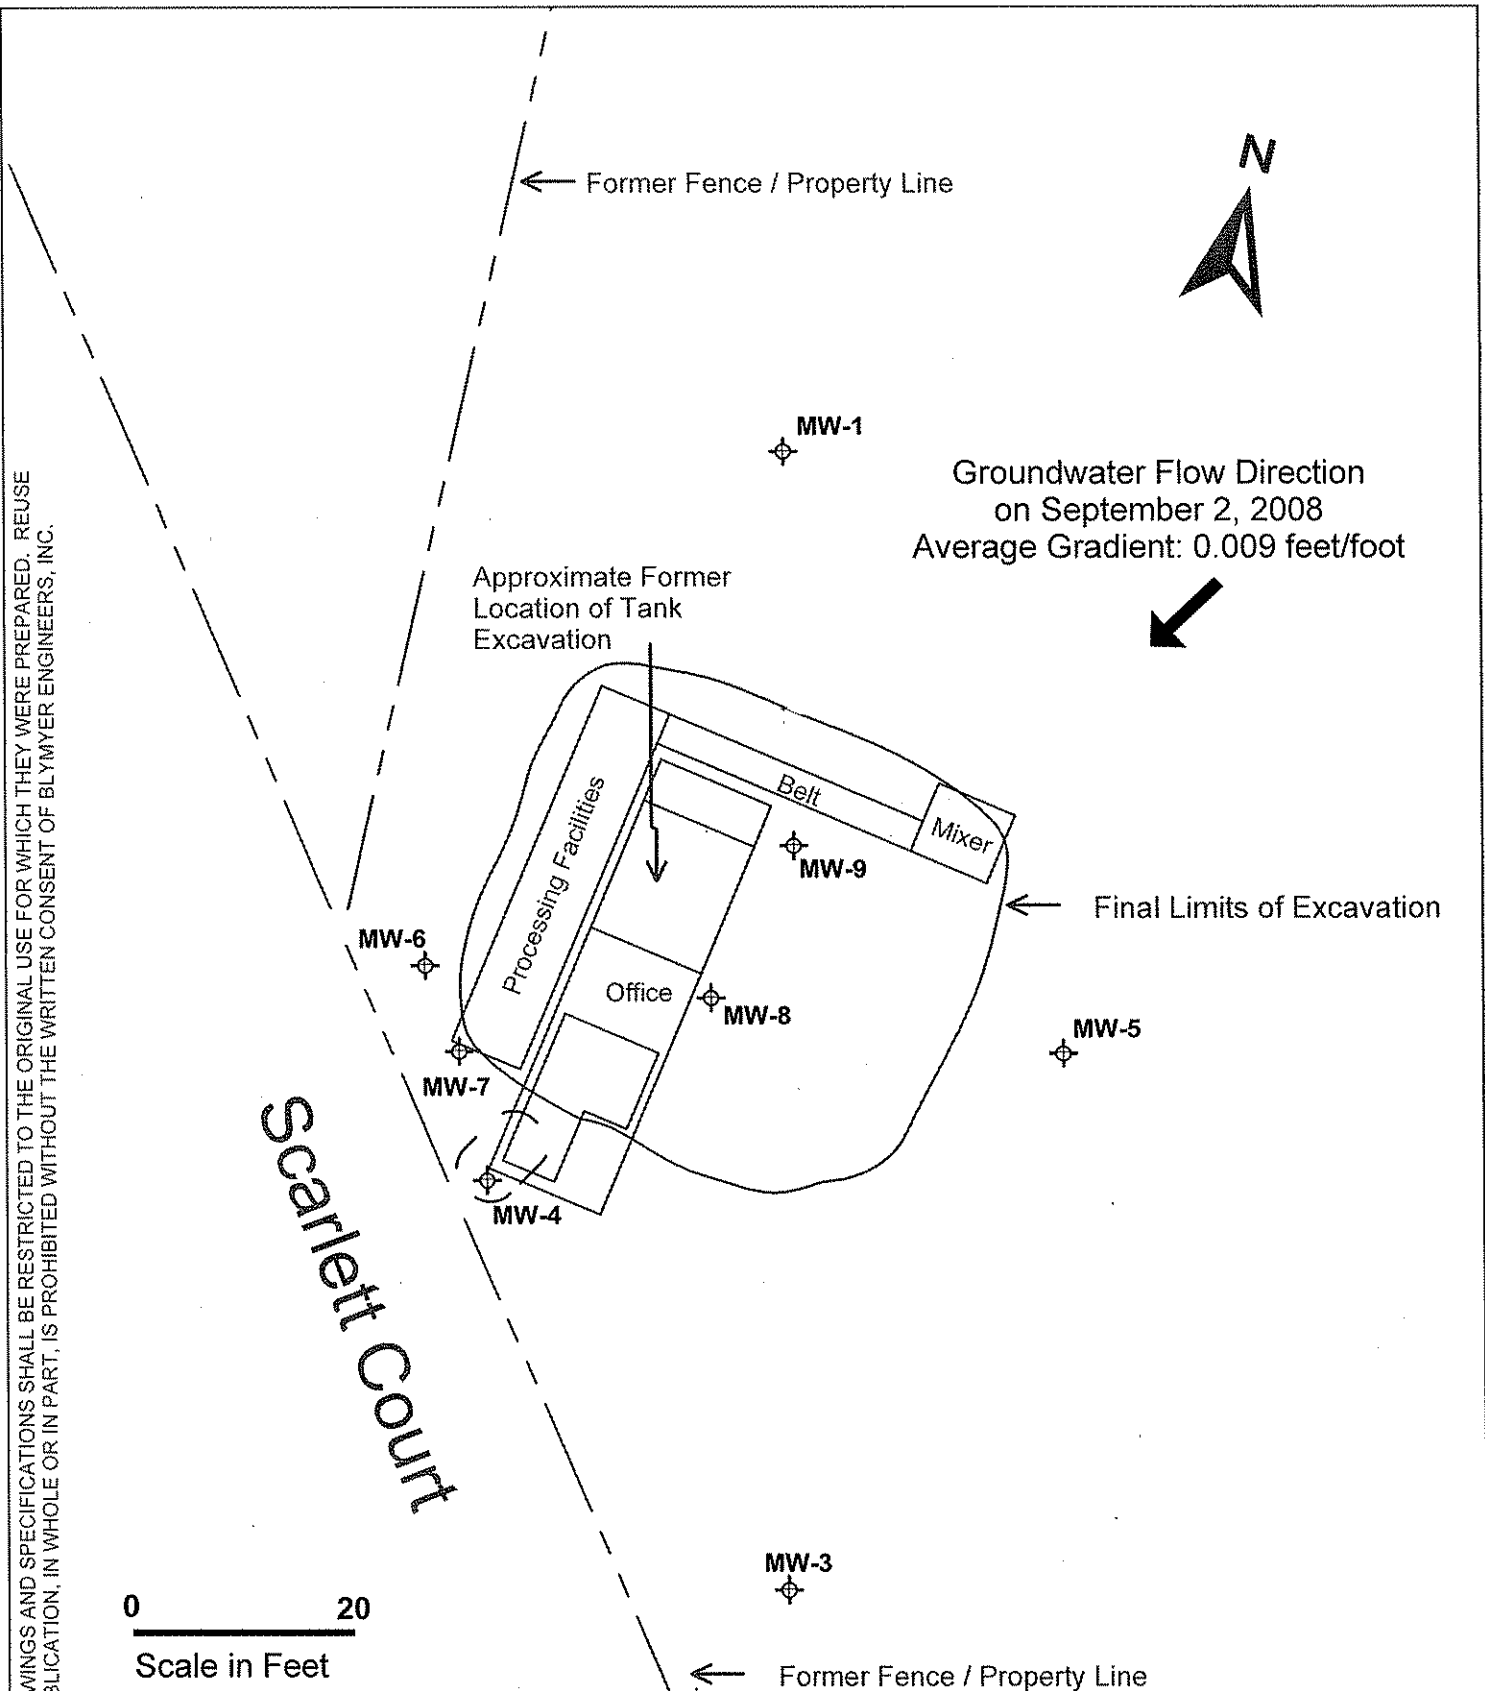 N
Former Fence / Property Line
MW-1
Groundwater Flow Direction
on September 2, 2008
Average Gradient: 0.009 feet/foot
Approximate Former
Location of Tank
Excavation
Processing Facilities
Belt
Mixer
MW-9
Final Limits of Excavation
MW-6
Office
MW-8
MW-5
MW-7
MW-4
Scarlett Court
MW-3
0 20
Scale in Feet
Former Fence / Property Line
WINGS AND SPECIFICATIONS SHALL BE RESTRICTED TO THE ORIGINAL USE FOR WHICH THEY WERE PREPARED. REUSE
BLICATION, IN WHOLE OR IN PART, IS PROHIBITED WITHOUT THE WRITTEN CONSENT OF BLYMYER ENGINEERS, INC.